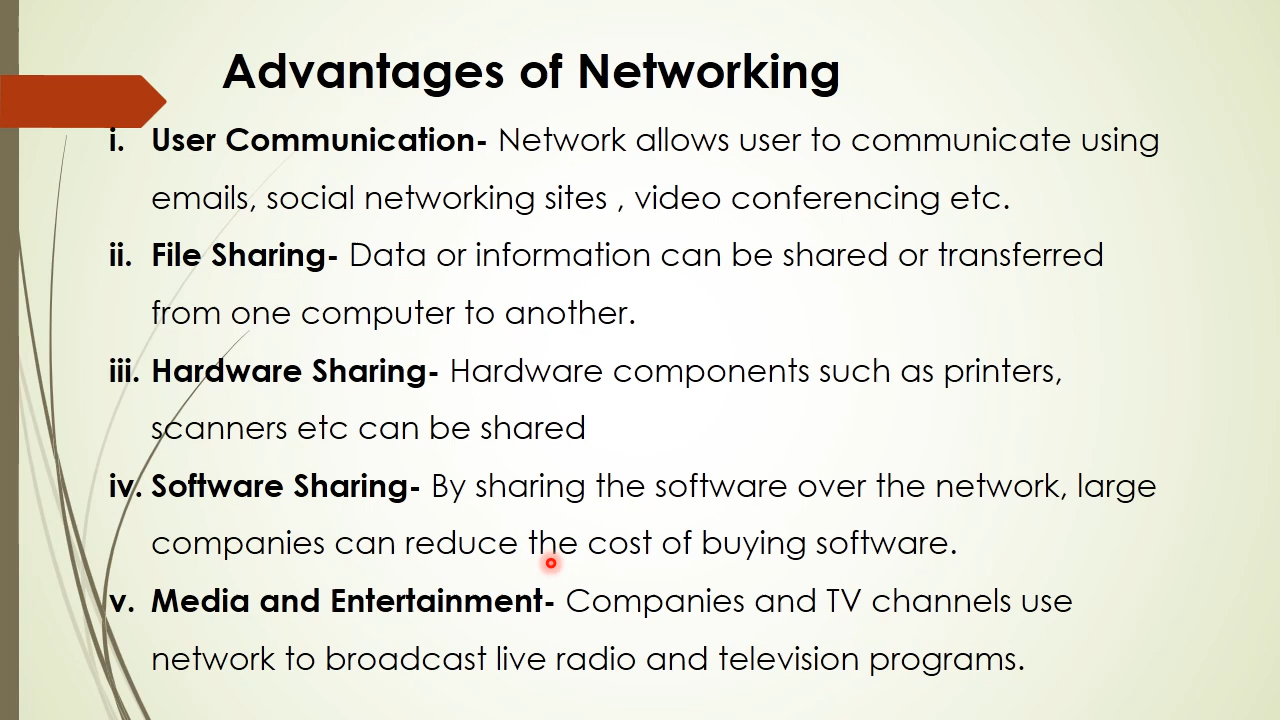 Advantages of Networking
i. User Communication- Network allows user to communicate using
emails, social networking sites , video conferencing etc.
ii. File Sharing- Data or information can be shared or transferred
from one computer to another.
iii. Hardware Sharing- Hardware components such as printers,
scanners etc can be shared
iv. Software Sharing- By sharing the software over the network, large
companies can reduce the cost of buying software.
v. Media and Entertainment- Companies and TV channels use
network to broadcast live radio and television programs.